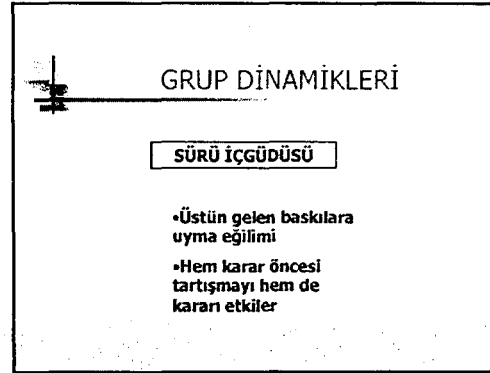 GRUP DİNAMİKLERİ
SÜRÜ İÇGÜDÜSÜ
•Üstün gelen baskılara
uyma eğilimi
•Hem karar öncesi
tartışmayı hem de
kararı etkiler